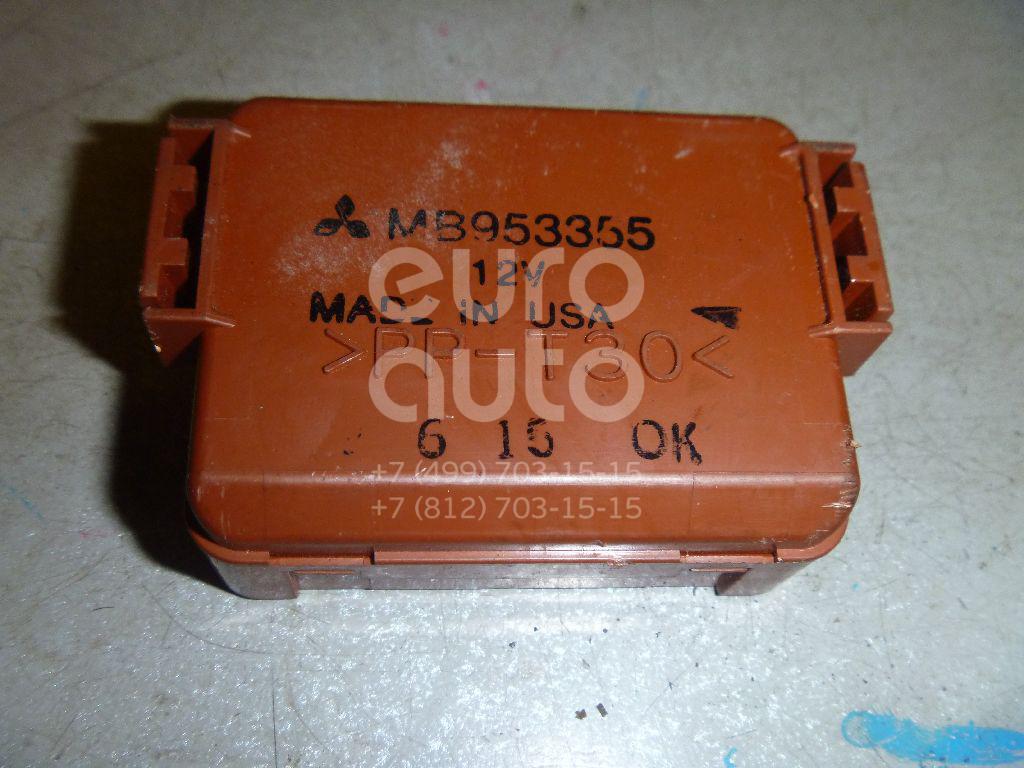 MB953355
12V
MADE IN USA
>PP-T30<
6 15 OK
euro
auto
+7 (499) 703-15-15
+7 (812) 703-15-15